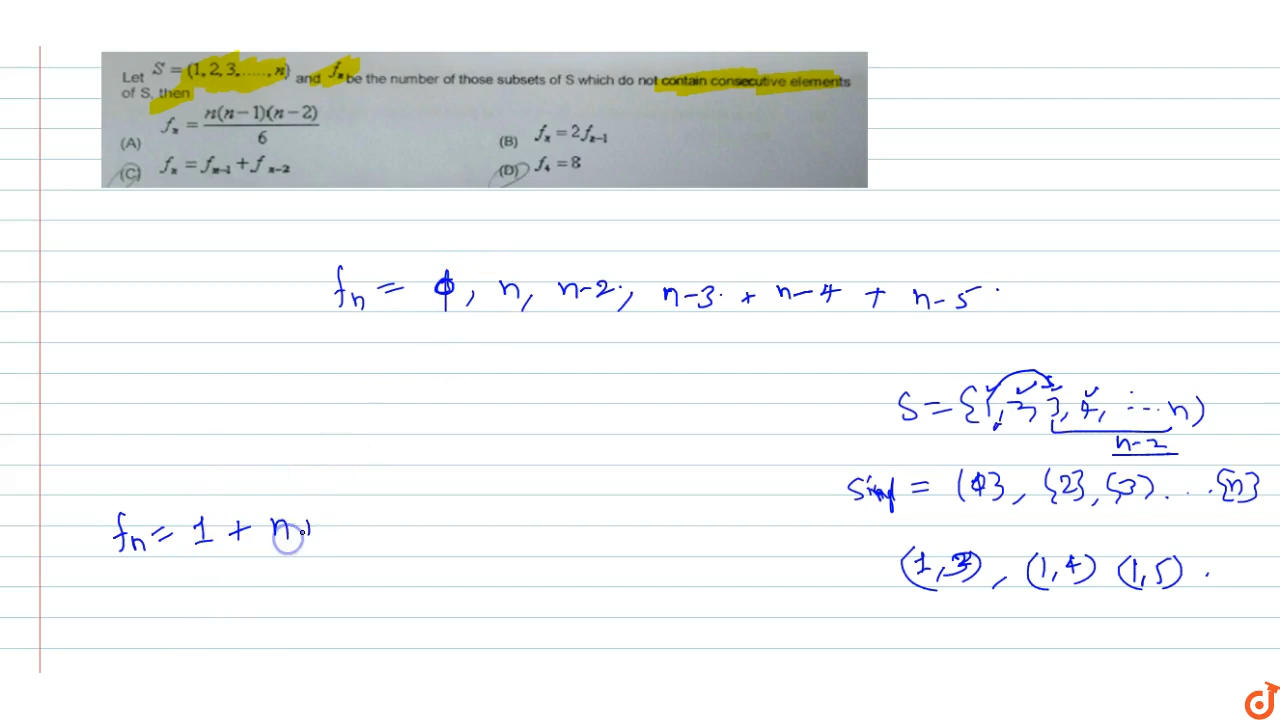 Let S = (1, 2, 3, ....., n) and fₙ be the number of those subsets of S which do not contain consecutive elements
of S, then
(A) fₙ = n(n−1)(n−2)/6 (B) fₙ = 2fₙ₋₁
(C) fₙ = fₙ₋₁ + fₙ₋₂ (D) f₄ = 8
fₙ = ϕ, n, n-2, n-3 + n-4 + n-5.
S = {1, 2, 3, 4, ..... n}
n-2
= {1}, {2}, {3} ... {n}
fₙ = 1 + n
(1, 3), (1, 4) (1, 5).